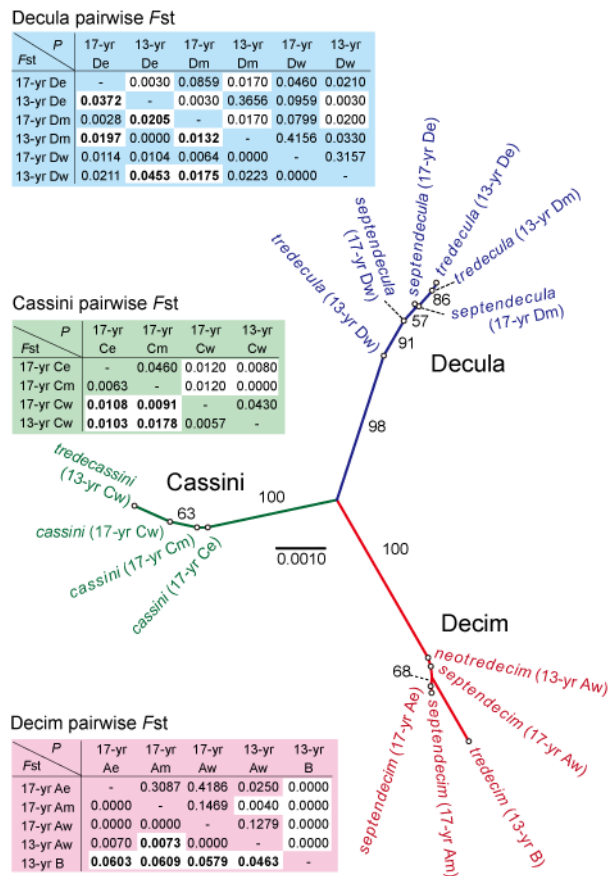 Decula pairwise Fst
P 17-yr 13-yr 17-yr 13-yr 17-yr 13-yr
Fst De De Dm Dm Dw Dw
17-yr De - 0.0030 0.0859 0.0170 0.0460 0.0210
13-yr De 0.0372 - 0.0030 0.3656 0.0959 0.0030
17-yr Dm 0.0028 0.0205 - 0.0170 0.0799 0.0200
13-yr Dm 0.0197 0.0000 0.0132 - 0.4156 0.0330
17-yr Dw 0.0114 0.0104 0.0064 0.0000 - 0.3157
13-yr Dw 0.0211 0.0453 0.0175 0.0223 0.0000 -
tredecula (13-yr Dw)
septendecula
(17-yr Dw)
septendecula (17-yr De)
tredecula (13-yr De)
tredecula (13-yr Dm)
septendecula
(17-yr Dm)
86
57
91
Decula
98
Cassini pairwise Fst
P 17-yr 17-yr 17-yr 13-yr
Fst Ce Cm Cw Cw
17-yr Ce - 0.0460 0.0120 0.0080
17-yr Cm 0.0063 - 0.0120 0.0000
17-yr Cw 0.0108 0.0091 - 0.0430
13-yr Cw 0.0103 0.0178 0.0057 -
tredecassini
(13-yr Cw)
cassini (17-yr Cw)
cassini (17-yr Cm)
cassini (17-yr Ce)
Cassini
63
100
0.0010
100
Decim
68
neotredecim (13-yr Aw)
septendecim (17-yr Aw)
septendecim (17-yr Ae)
septendecim (17-yr Am)
tredecim (13-yr B)
Decim pairwise Fst
P 17-yr 17-yr 17-yr 13-yr 13-yr
Fst Ae Am Aw Aw B
17-yr Ae - 0.3087 0.4186 0.0250 0.0000
17-yr Am 0.0000 - 0.1469 0.0040 0.0000
17-yr Aw 0.0000 0.0000 - 0.1279 0.0000
13-yr Aw 0.0070 0.0073 0.0000 - 0.0000
13-yr B 0.0603 0.0609 0.0579 0.0463 -